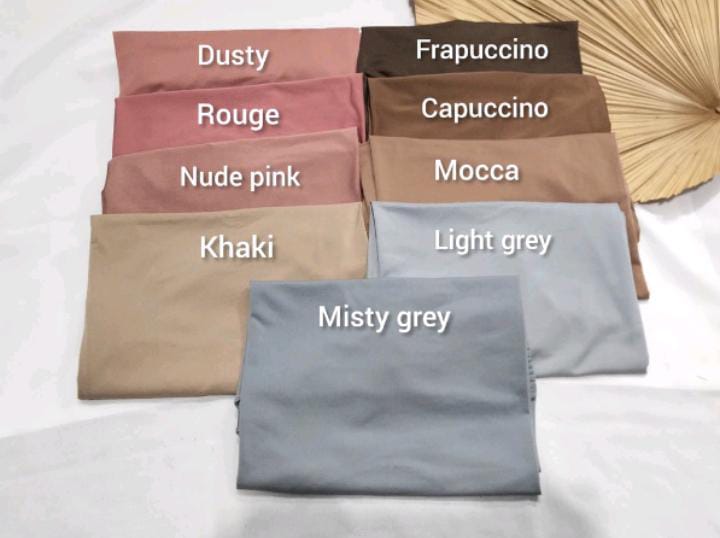 Dusty
Frapuccino
Rouge
Capuccino
Nude pink
Mocca
Khaki
Light grey
Misty grey